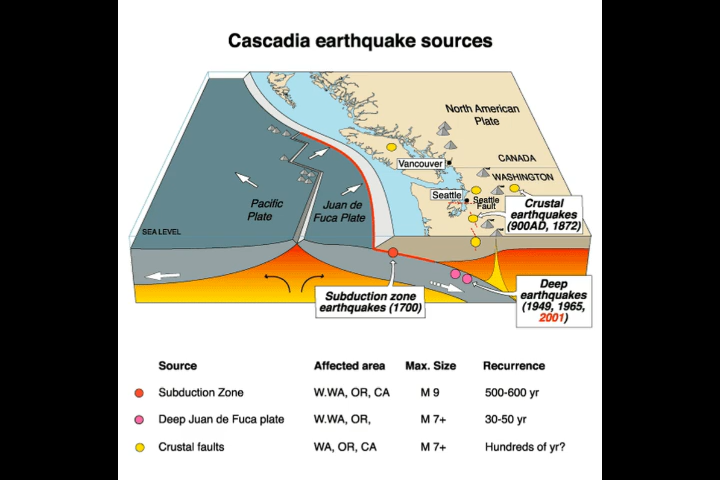 Cascadia earthquake sources
North American
Plate
CANADA
Vancouver
WASHINGTON
Seattle
Seattle
Fault
Crustal
earthquakes
(900AD, 1872)
Pacific
Plate
Juan de
Fuca Plate
SEA LEVEL
Deep
earthquakes
(1949, 1965,
2001)
Subduction zone
earthquakes (1700)
Source Affected area Max. Size Recurrence
Subduction Zone W.WA, OR, CA M 9 500-600 yr
Deep Juan de Fuca plate W.WA, OR, M 7+ 30-50 yr
Crustal faults WA, OR, CA M 7+ Hundreds of yr?